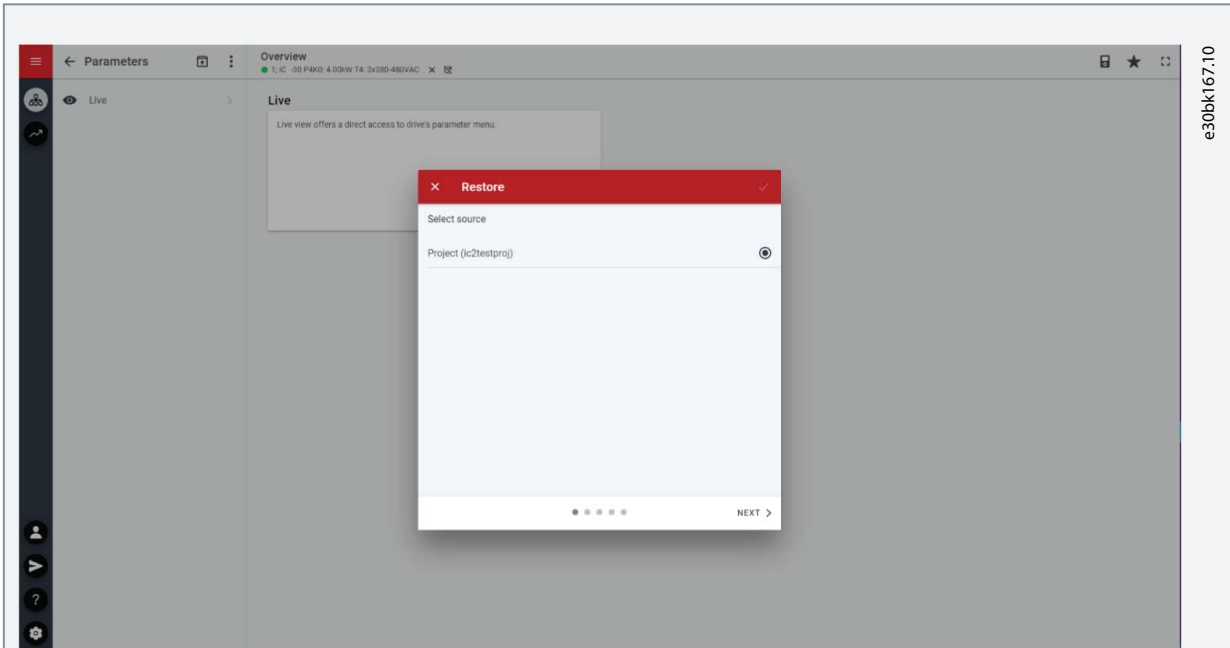 Parameters
Overview
1; iC -30 P4K0: 4.00kW T4: 3x380-480VAC
Live
Live
Live view offers a direct access to drive's parameter menu.
Restore
Select source
Project (ic2testproj)
NEXT
e30bk167.10